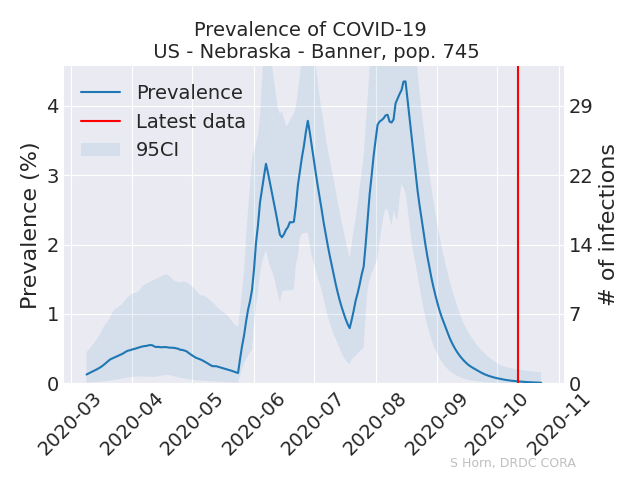 Prevalence of COVID-19
US - Nebraska - Banner, pop. 745
Prevalence
Latest data
95CI
Prevalence (%)
4
3
2
1
0
29
22
14
7
0
# of infections
2020-03
2020-04
2020-05
2020-06
2020-07
2020-08
2020-09
2020-10
2020-11
S Horn, DRDC CORA